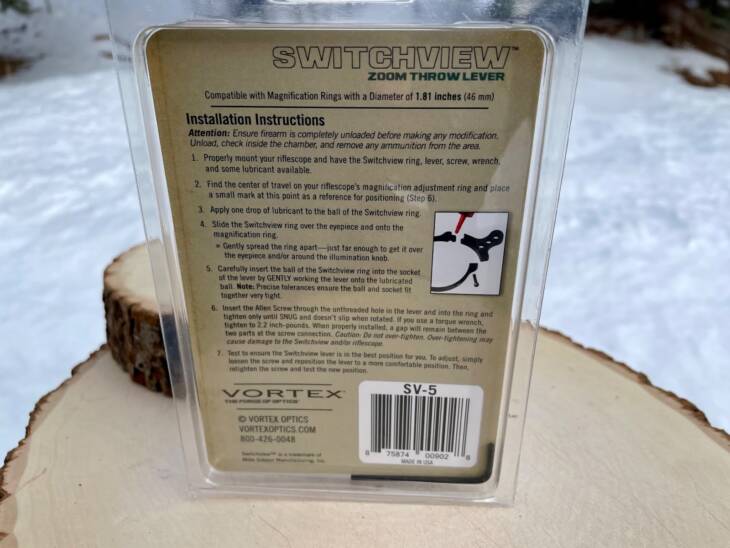 SWITCHVIEW™
ZOOM THROW LEVER
Compatible with Magnification Rings with a Diameter of 1.81 inches (46 mm)
Installation Instructions
Attention: Ensure firearm is completely unloaded before making any modification.
Unload, check inside the chamber, and remove any ammunition from the area.
1. Properly mount your riflescope and have the Switchview ring, lever, screw, wrench,
and some lubricant available.
2. Find the center of travel on your riflescope's magnification adjustment ring and place
a small mark at this point as a reference for positioning (Step 6).
3. Apply one drop of lubricant to the ball of the Switchview ring.
4. Slide the Switchview ring over the eyepiece and onto the
magnification ring.
» Gently spread the ring apart—just far enough to get it over
the eyepiece and/or around the illumination knob.
5. Carefully insert the ball of the Switchview ring into the socket
of the lever by GENTLY working the lever onto the lubricated
ball. Note: Precise tolerances ensure the ball and socket fit
together very tight.
6. Insert the Allen Screw through the unthreaded hole in the lever and into the ring and
tighten only until SNUG and doesn't slip when rotated. If you use a torque wrench,
tighten to 2.2 inch-pounds. When properly installed, a gap will remain between the
two parts at the screw connection. Caution: Do not over-tighten. Over-tightening may
cause damage to the Switchview and/or riflescope.
7. Test to ensure the Switchview lever is in the best position for you. To adjust, simply
loosen the screw and reposition the lever to a more comfortable position. Then,
retighten the screw and test the new position.
VORTEX
THE FORCE OF OPTICS
© VORTEX OPTICS
VORTEXOPTICS.COM
800-426-0048
Switchview™ is a trademark of
Mike Gibson Manufacturing, Inc.
SV-5
8 75874 00902 8
MADE IN USA